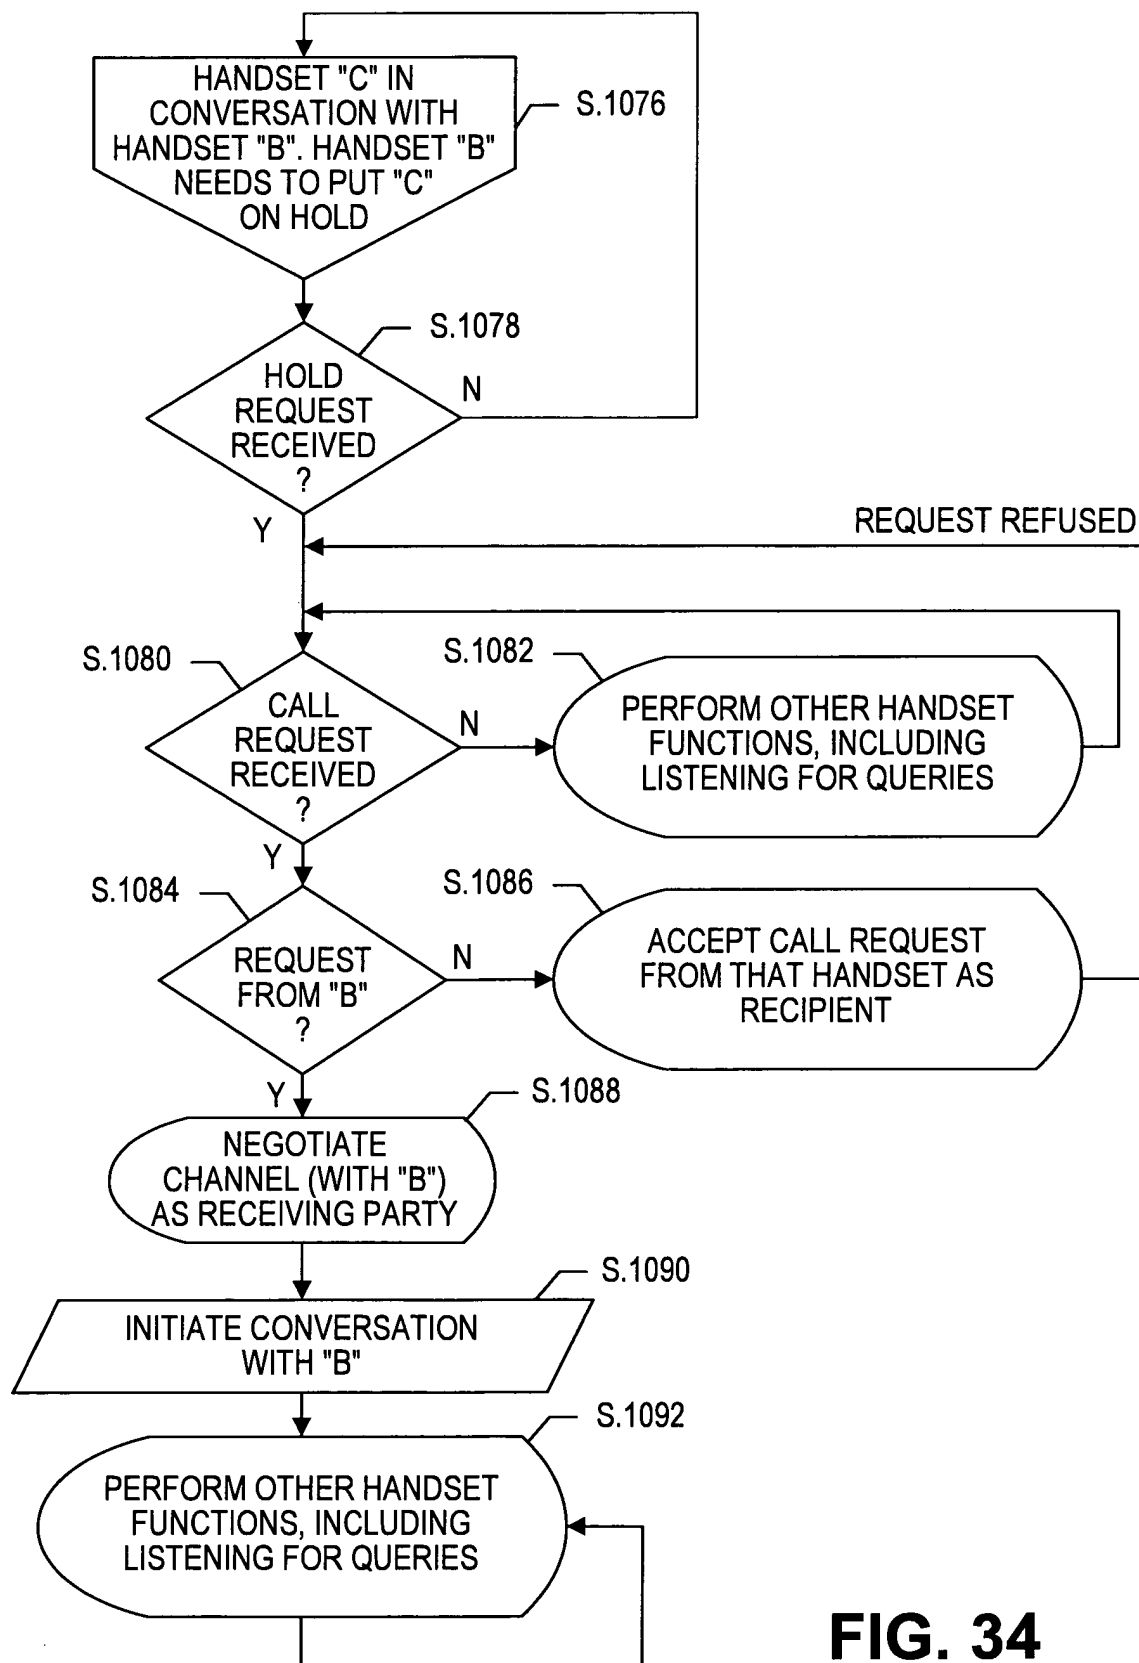 HANDSET "C" IN
CONVERSATION WITH
HANDSET "B". HANDSET "B"
NEEDS TO PUT "C"
ON HOLD
S.1076
S.1078
HOLD
REQUEST
RECEIVED
?
N
Y
REQUEST REFUSED
S.1080
CALL
REQUEST
RECEIVED
?
N
Y
S.1082
PERFORM OTHER HANDSET
FUNCTIONS, INCLUDING
LISTENING FOR QUERIES
S.1084
REQUEST
FROM "B"
?
N
Y
S.1086
ACCEPT CALL REQUEST
FROM THAT HANDSET AS
RECIPIENT
S.1088
NEGOTIATE
CHANNEL (WITH "B")
AS RECEIVING PARTY
S.1090
INITIATE CONVERSATION
WITH "B"
S.1092
PERFORM OTHER HANDSET
FUNCTIONS, INCLUDING
LISTENING FOR QUERIES
FIG. 34